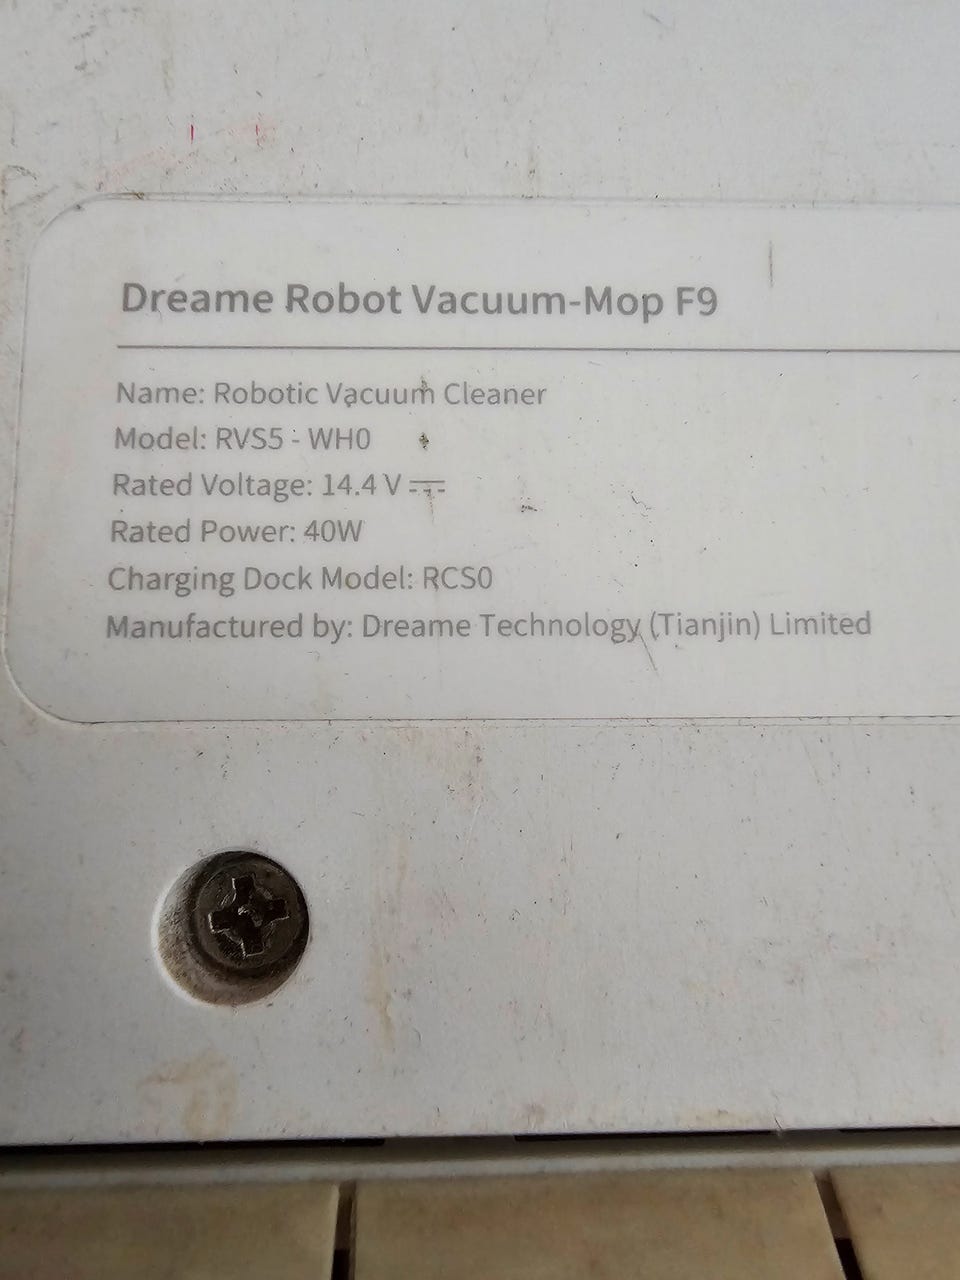 Dreame Robot Vacuum-Mop F9
Name: Robotic Vacuum Cleaner
Model: RVS5 - WH0
Rated Voltage: 14.4 V ⎓
Rated Power: 40W
Charging Dock Model: RCS0
Manufactured by: Dreame Technology (Tianjin) Limited